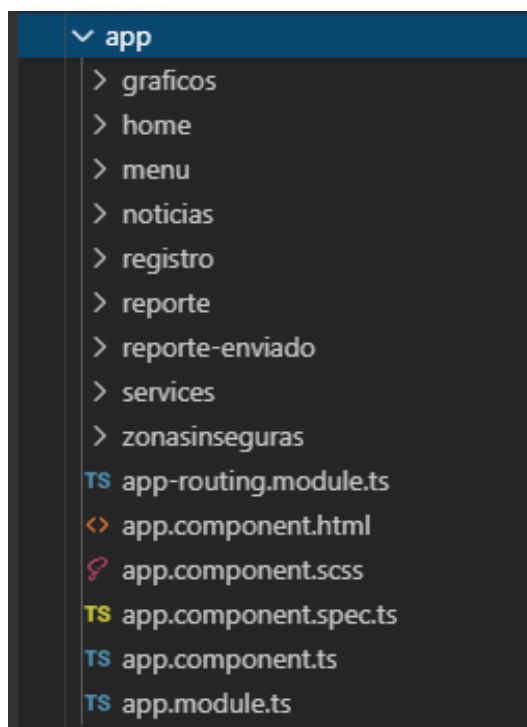 app
graficos
home
menu
noticias
registro
reporte
reporte-enviado
services
zonasinseguras
TS app-routing.module.ts
<> app.component.html
app.component.scss
TS app.component.spec.ts
TS app.component.ts
TS app.module.ts